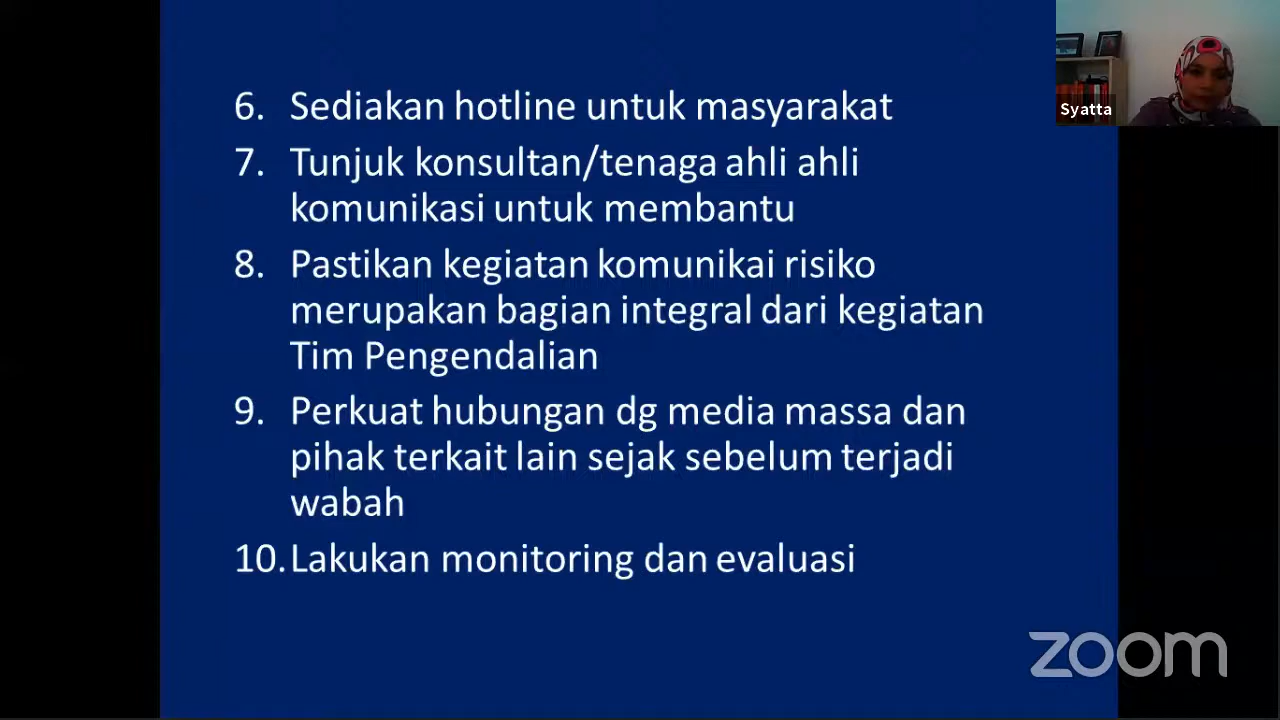 6. Sediakan hotline untuk masyarakat
7. Tunjuk konsultan/tenaga ahli ahli
komunikasi untuk membantu
8. Pastikan kegiatan komunikai risiko
merupakan bagian integral dari kegiatan
Tim Pengendalian
9. Perkuat hubungan dg media massa dan
pihak terkait lain sejak sebelum terjadi
wabah
10. Lakukan monitoring dan evaluasi
Syatta
zoom